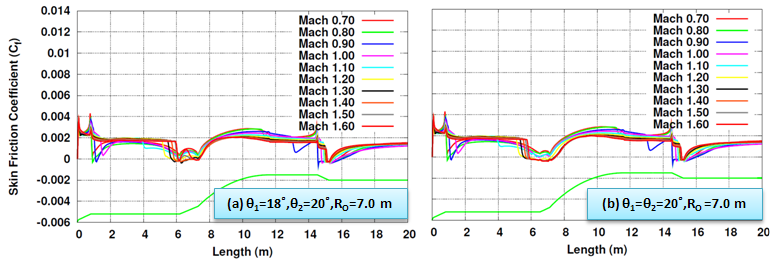 0.014
0.012
0.010
0.008
0.006
0.004
0.002
0
-0.002
-0.004
-0.006
Skin Friction Coefficient (Cf)
Mach 0.70
Mach 0.80
Mach 0.90
Mach 1.00
Mach 1.10
Mach 1.20
Mach 1.30
Mach 1.40
Mach 1.50
Mach 1.60
(a) θ1=18°,θ2=20°,RO=7.0 m
0 2 4 6 8 10 12 14 16 18 20
Length (m)
Mach 0.70
Mach 0.80
Mach 0.90
Mach 1.00
Mach 1.10
Mach 1.20
Mach 1.30
Mach 1.40
Mach 1.50
Mach 1.60
(b) θ1=θ2=20°,RO=7.0 m
0 2 4 6 8 10 12 14 16 18 20
Length (m)